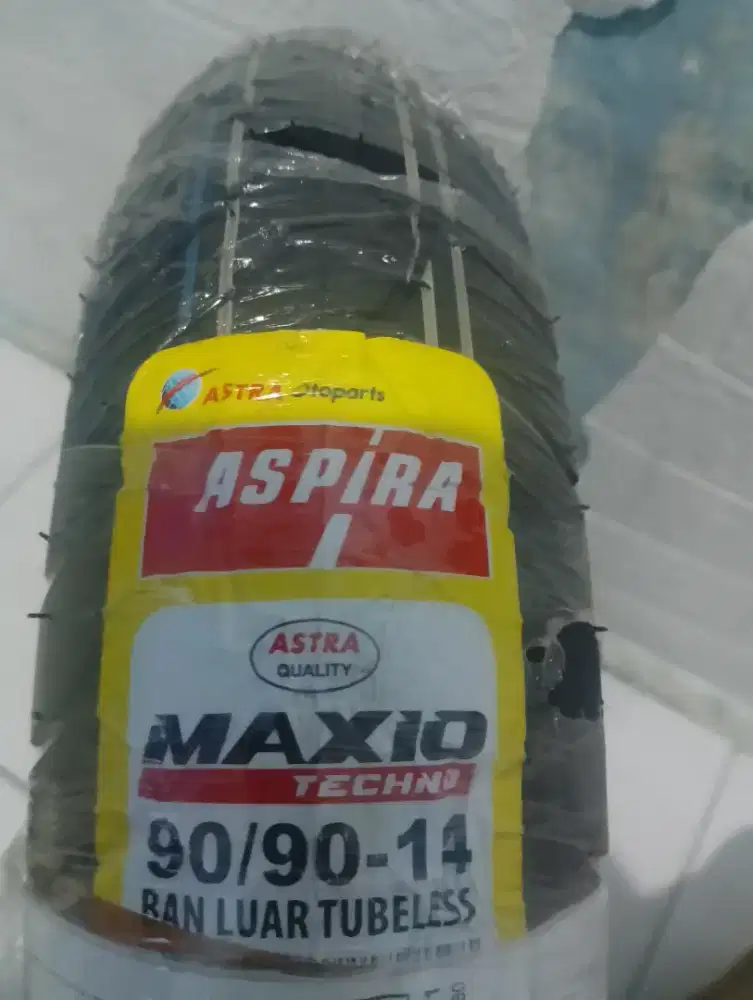 ASTRA Otoparts
ASPIRA
ASTRA
QUALITY
MAXIO
TECHNO
90/90-14
BAN LUAR TUBELESS